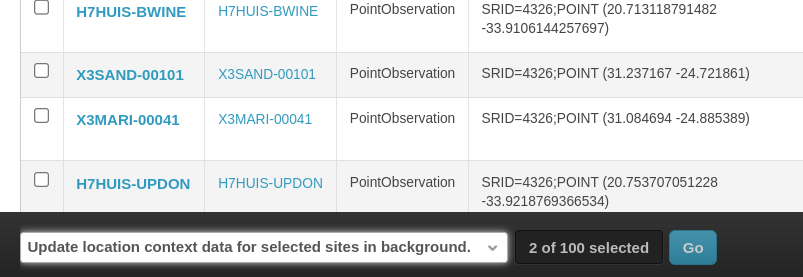 H7HUIS-BWINE H7HUIS-BWINE PointObservation SRID=4326;POINT (20.713118791482
-33.9106144257697)
X3SAND-00101 X3SAND-00101 PointObservation SRID=4326;POINT (31.237167 -24.721861)
X3MARI-00041 X3MARI-00041 PointObservation SRID=4326;POINT (31.084694 -24.885389)
H7HUIS-UPDON H7HUIS-UPDON PointObservation SRID=4326;POINT (20.753707051228
-33.9218769366534)
Update location context data for selected sites in background. 2 of 100 selected Go